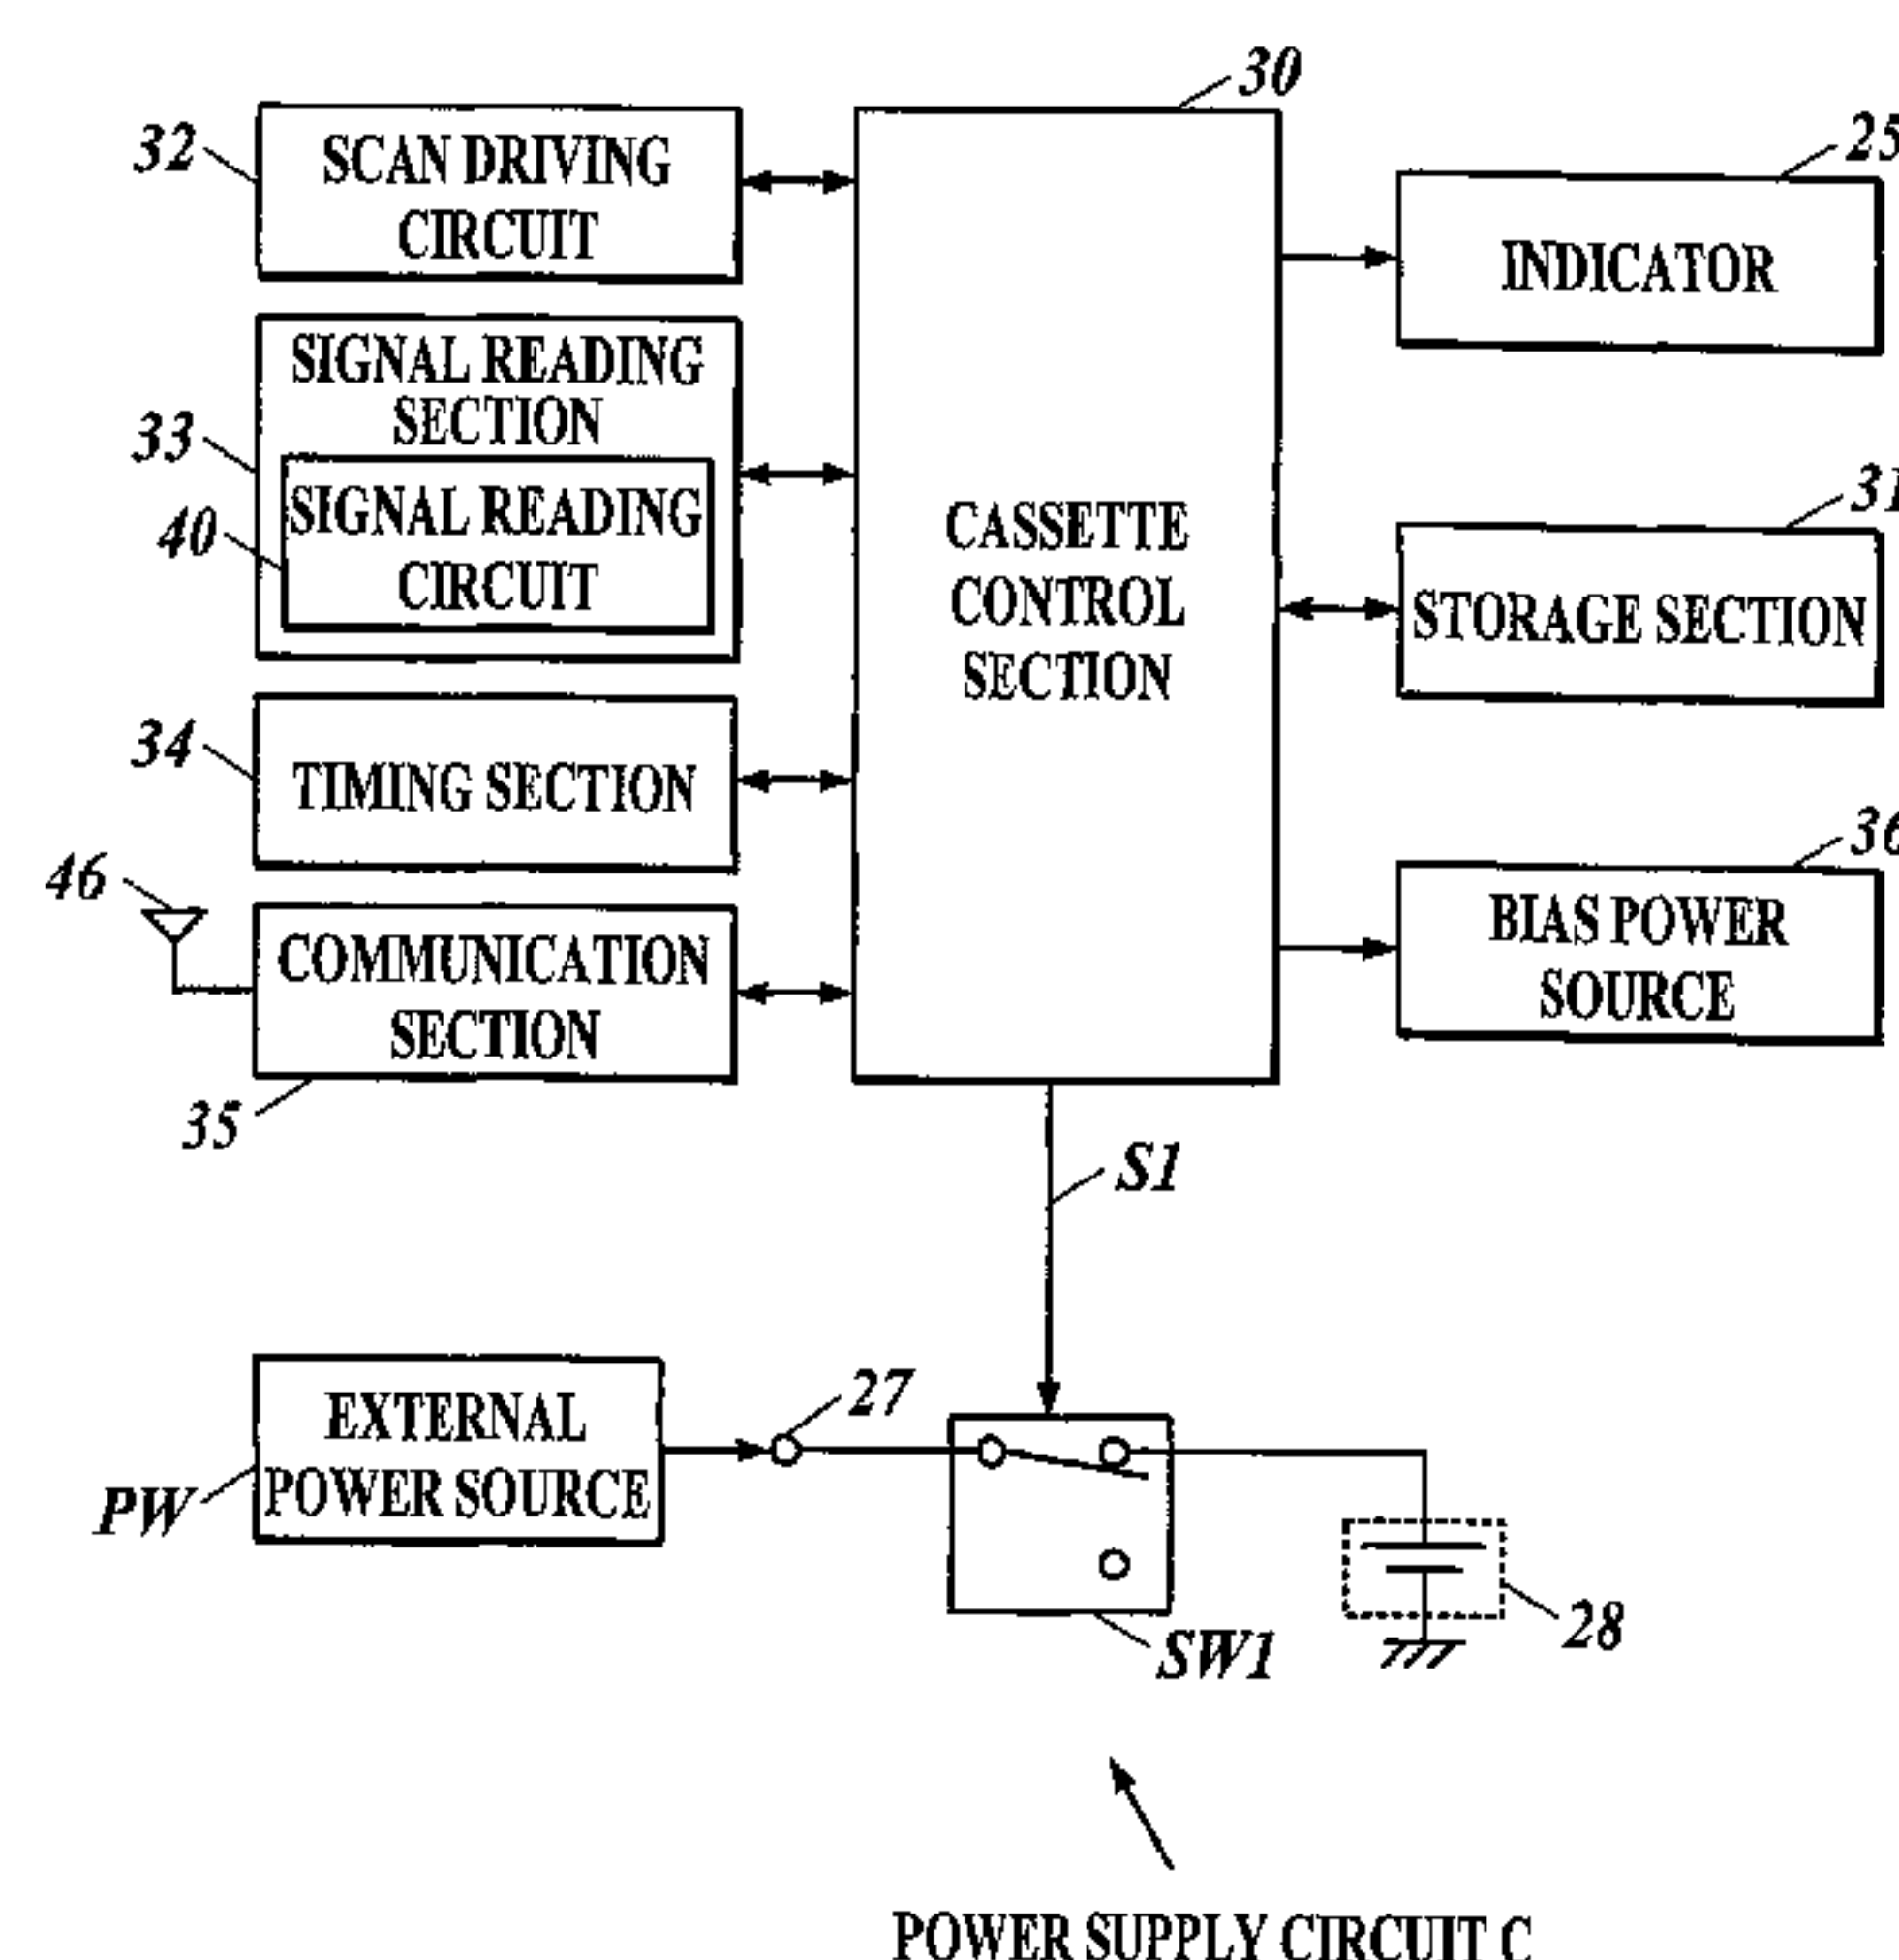 30
32
SCAN DRIVING
CIRCUIT
25
INDICATOR
33
SIGNAL READING
SECTION
40
SIGNAL READING
CIRCUIT
CASSETTE
CONTROL
SECTION
31
STORAGE SECTION
34
TIMING SECTION
46
COMMUNICATION
SECTION
35
36
BIAS POWER
SOURCE
S1
EXTERNAL
POWER SOURCE
PW
27
SW1
28
POWER SUPPLY CIRCUIT C